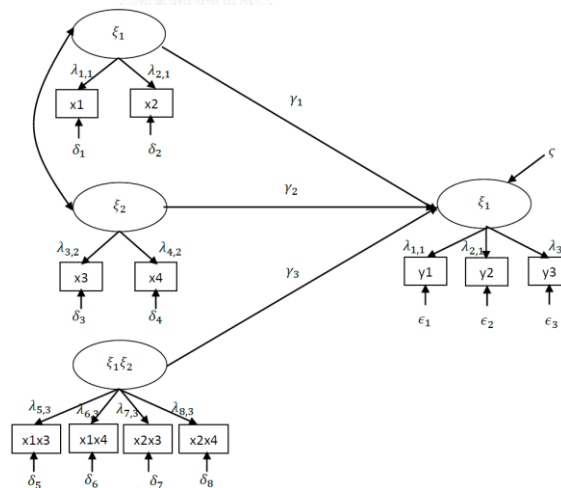 ξ₁
λ₁,₁ λ₂,₁
x1 x2
δ₁ δ₂
γ₁
ς
ξ₂
γ₂
ξ₁
λ₃,₂ λ₄,₂
λ₁,₁ λ₂,₁ λ₃
x3 x4
y1 y2 y3
δ₃ δ₄
γ₃
ϵ₁ ϵ₂ ϵ₃
ξ₁ξ₂
λ₅,₃ λ₆,₃ λ₇,₃ λ₈,₃
x1x3 x1x4 x2x3 x2x4
δ₅ δ₆ δ₇ δ₈